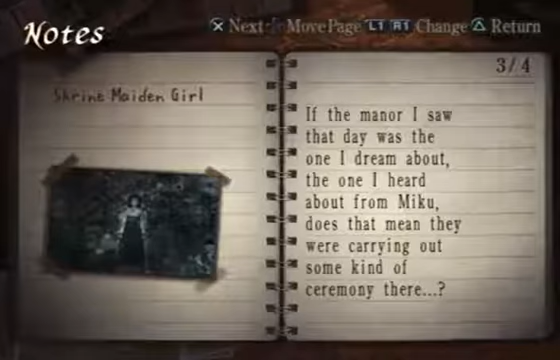 Notes
Next Move Page L1 R1 Change Return
3/4
Shrine Maiden Girl
If the manor I saw
that day was the
one I dream about,
the one I heard
about from Miku,
does that mean they
were carrying out
some kind of
ceremony there...?